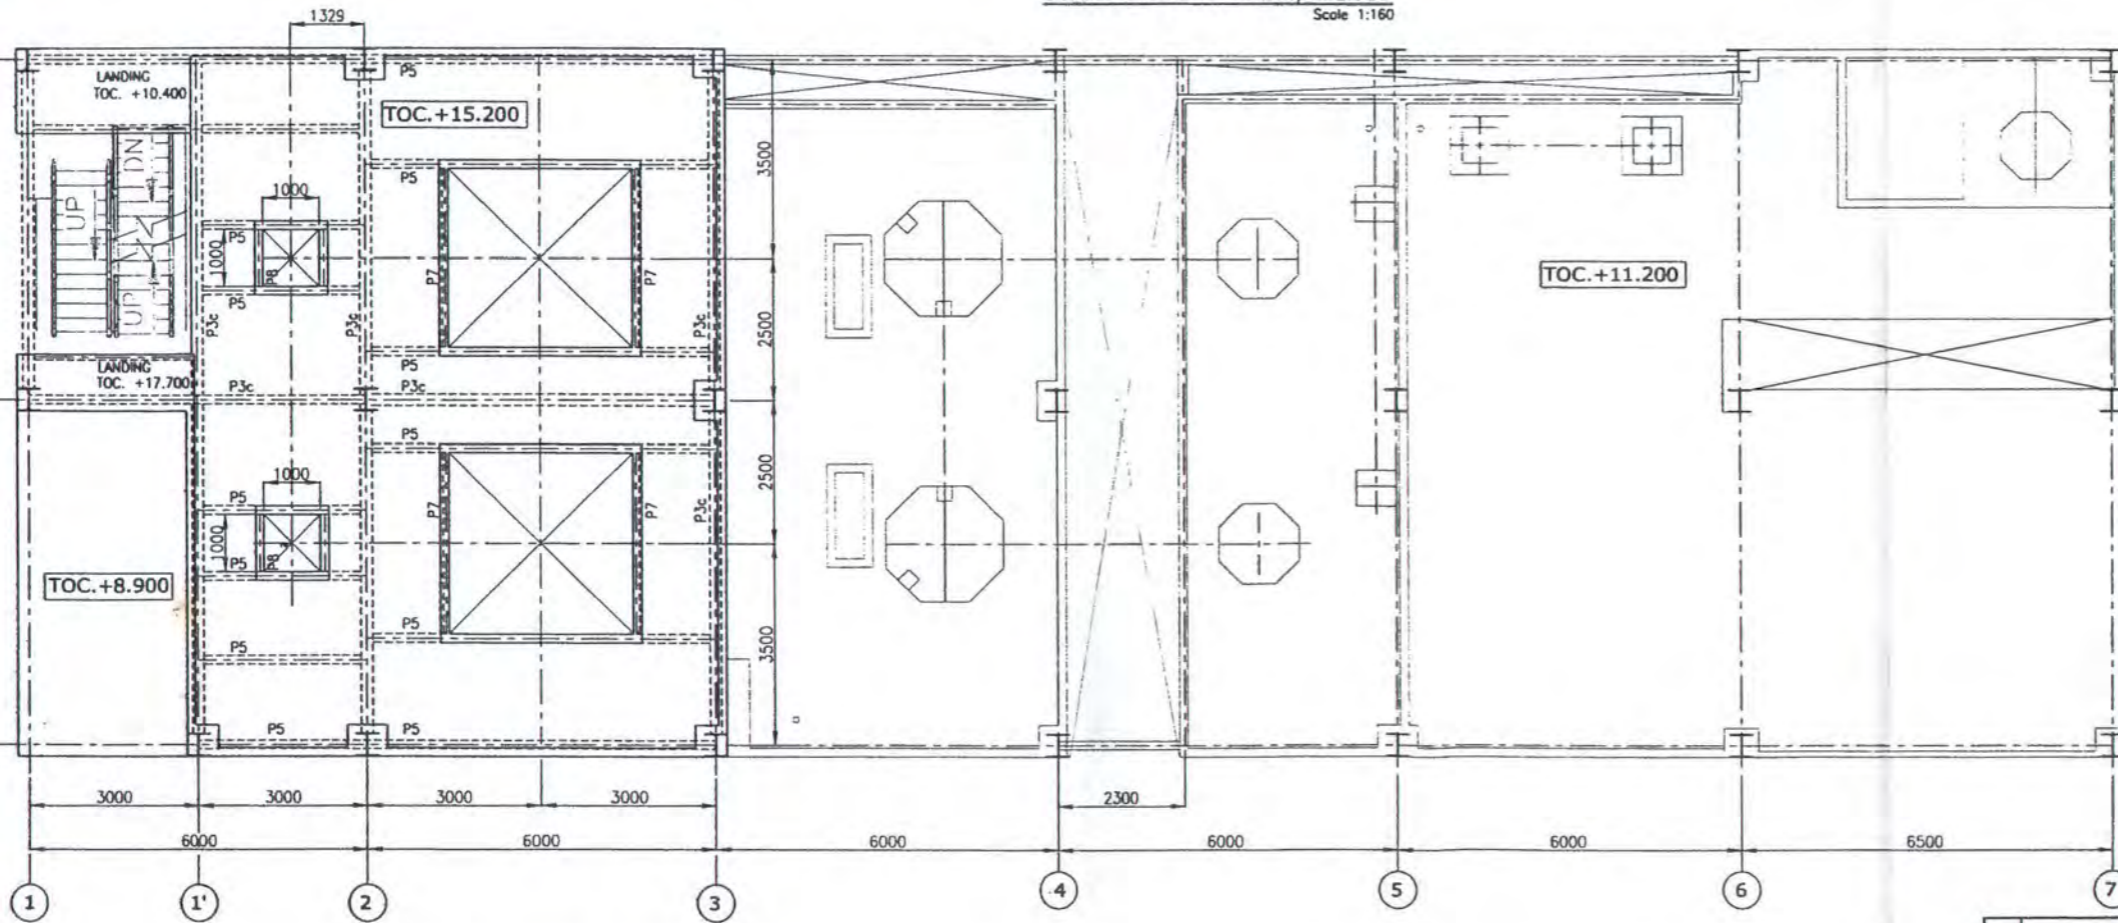 Scale 1:160
1329
LANDING
TOC. +10.400
P5
TOC.+15.200
DN
UP
UP
1000
1000
P5
P8
P5
P3c
P3c
P5
P7
P7
P3c
P5
3500
2500
TOC.+11.200
LANDING
TOC. +17.700
P3c
P3c
P5
1000
P5
1000
P8
P5
P7
P7
P3c
2500
3500
TOC.+8.900
P5
P5
P5
P5
3000
3000
3000
3000
2300
6000
6000
6000
6000
6000
6500
1
1'
2
3
4
5
6
7